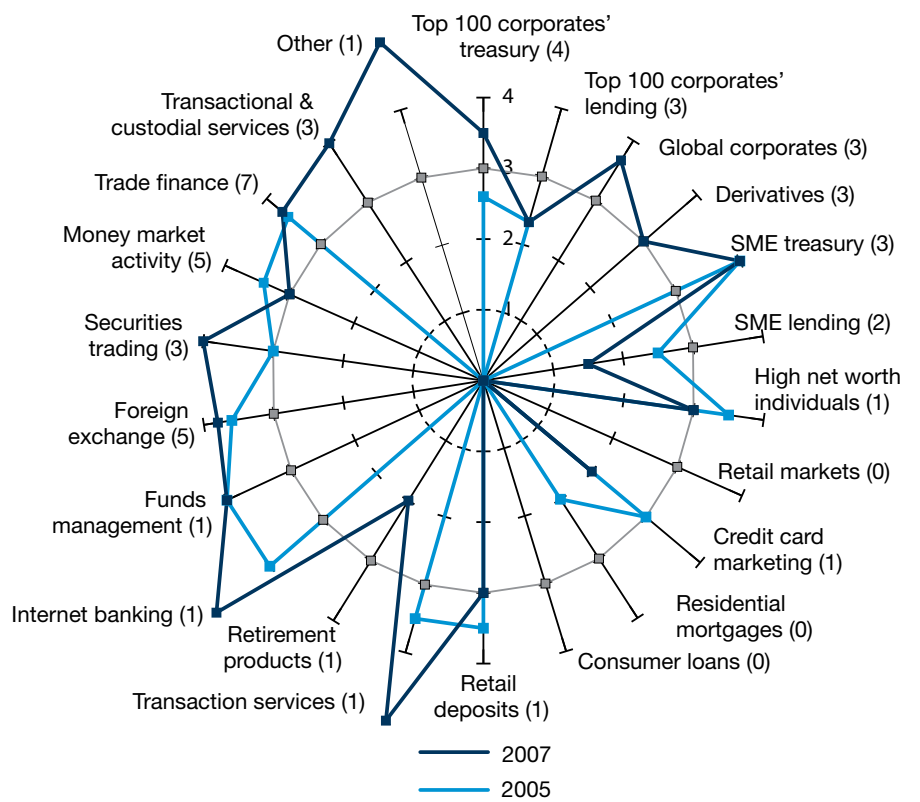 Top 100 corporates’
treasury (4)
Top 100 corporates’
lending (3)
Global corporates (3)
Derivatives (3)
SME treasury (3)
SME lending (2)
High net worth
individuals (1)
Retail markets (0)
Credit card
marketing (1)
Residential
mortgages (0)
Consumer loans (0)
Retail
deposits (1)
Transaction services (1)
Retirement
products (1)
Internet banking (1)
Funds
management (1)
Foreign
exchange (5)
Securities
trading (3)
Money market
activity (5)
Trade finance (7)
Transactional &
custodial services (3)
Other (1)
4
3
2
1
2007
2005